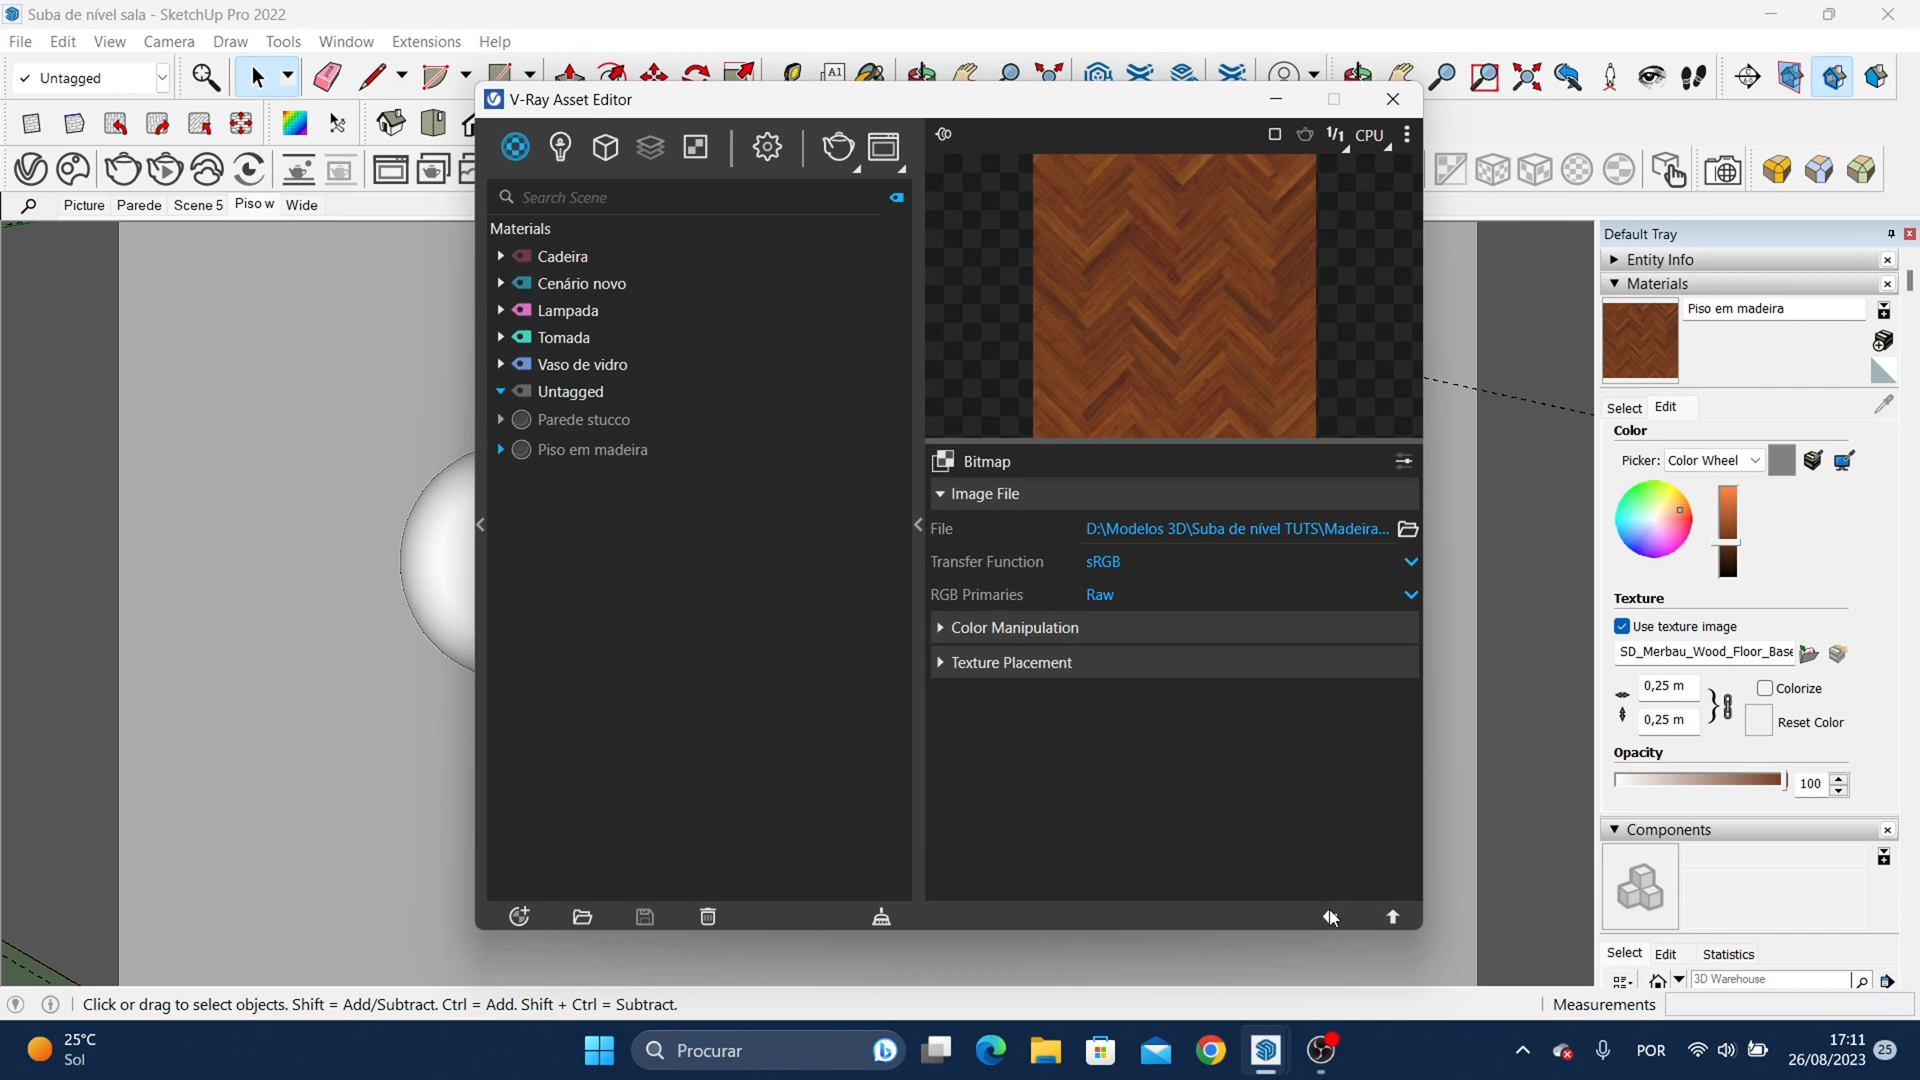 Suba de nível sala - SketchUp Pro 2022
File Edit View Camera Draw Tools Window Extensions Help
Untagged
V-Ray Asset Editor
1/1 CPU
Search Scene
Picture Parede Scene 5 Piso w Wide
Materials
Cadeira
Cenário novo
Lampada
Tomada
Vaso de vidro
Untagged
Parede stucco
Piso em madeira
Bitmap
Image File
File D:\Modelos 3D\Suba de nível TUTS\Madeira...
Transfer Function sRGB
RGB Primaries Raw
Color Manipulation
Texture Placement
Default Tray
Entity Info
Materials
Piso em madeira
Select Edit
Color
Picker: Color Wheel
Texture
Use texture image
SD_Merbau_Wood_Floor_Base
0,25 m Colorize
0,25 m Reset Color
Opacity
100
Components
Select Edit Statistics
3D Warehouse
Click or drag to select objects. Shift = Add/Subtract. Ctrl = Add. Shift + Ctrl = Subtract.
Measurements
25°C
Sol
Procurar
POR
17:11
26/08/2023
25